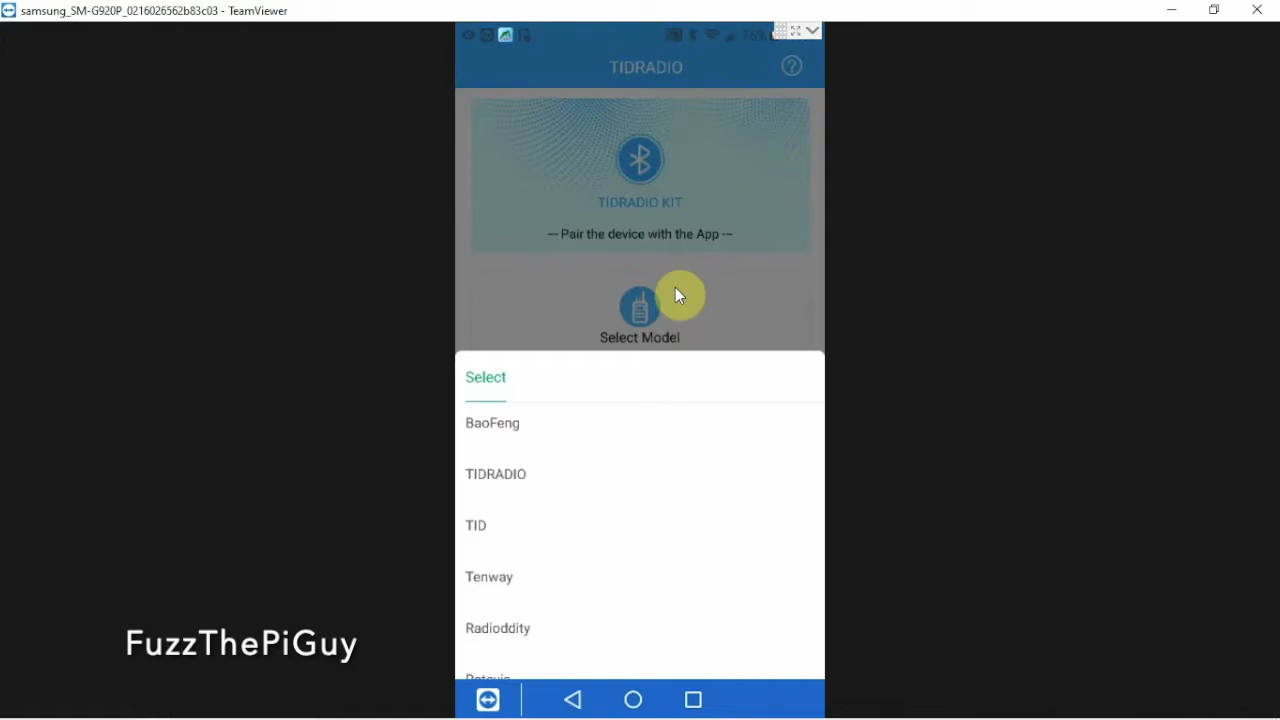 samsung_SM-G920P_0216026562b83c03 - TeamViewer
76%
TIDRADIO
TIDRADIO KIT
--- Pair the device with the App ---
Select Model
Select
BaoFeng
TIDRADIO
TID
Tenway
Radioddity
FuzzThePiGuy